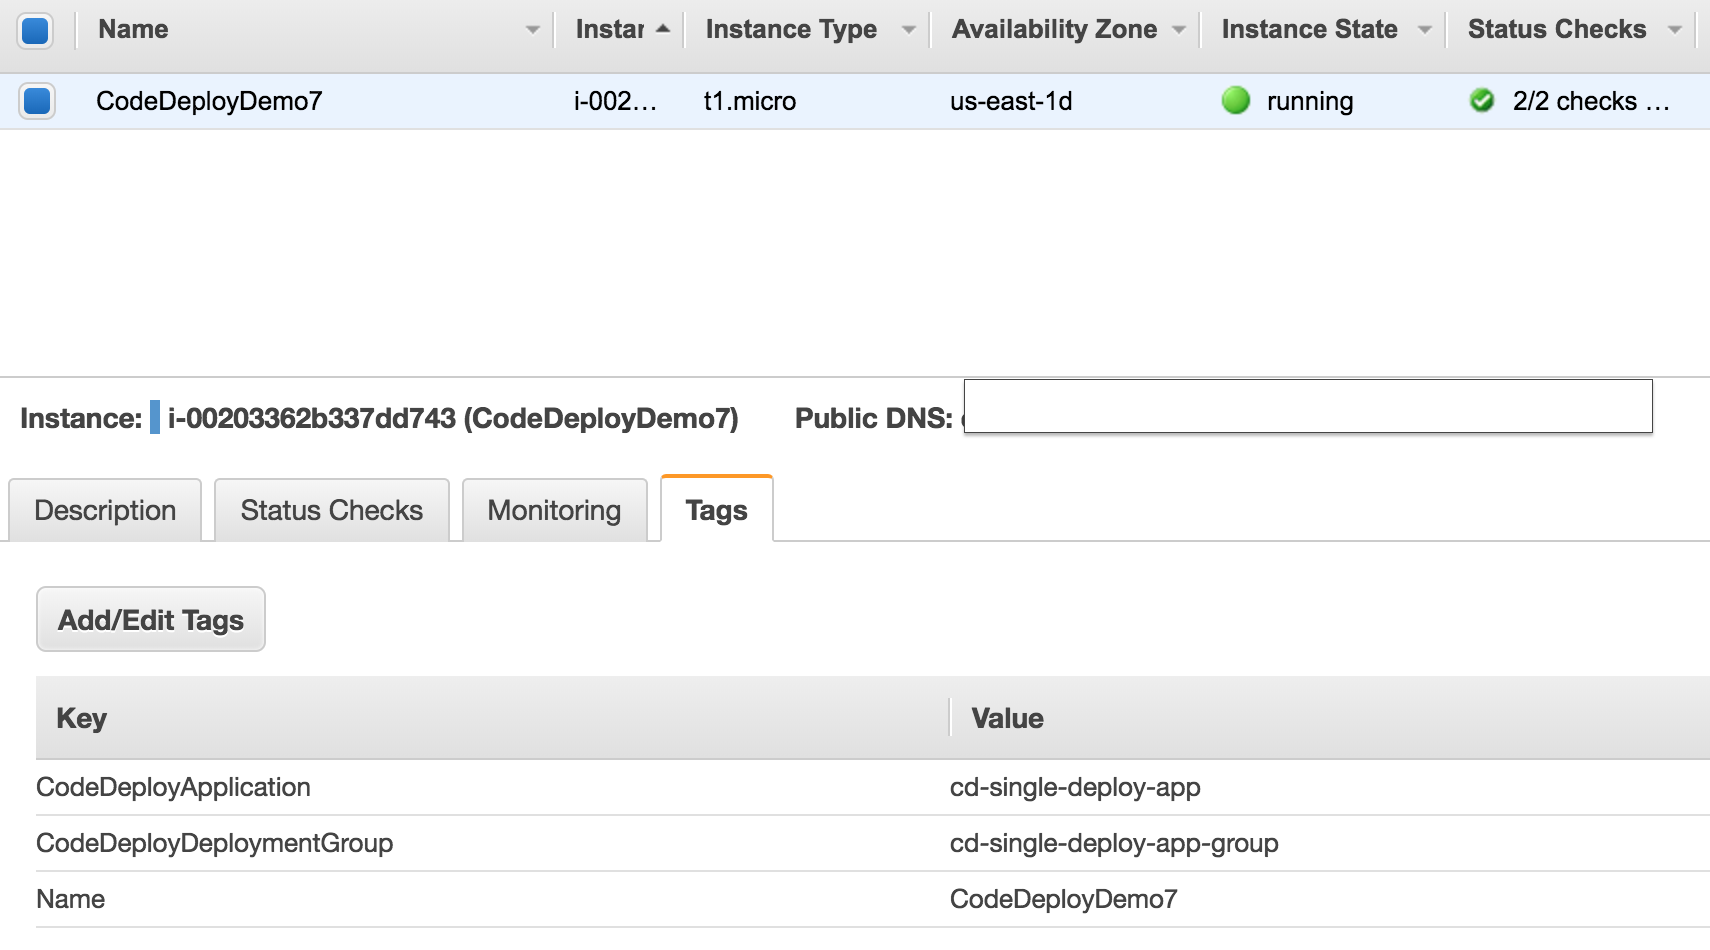 Name Instar Instance Type Availability Zone Instance State Status Checks
CodeDeployDemo7 i-002... t1.micro us-east-1d running 2/2 checks ...
Instance: i-00203362b337dd743 (CodeDeployDemo7) Public DNS:
Description Status Checks Monitoring Tags
Add/Edit Tags
Key Value
CodeDeployApplication cd-single-deploy-app
CodeDeployDeploymentGroup cd-single-deploy-app-group
Name CodeDeployDemo7